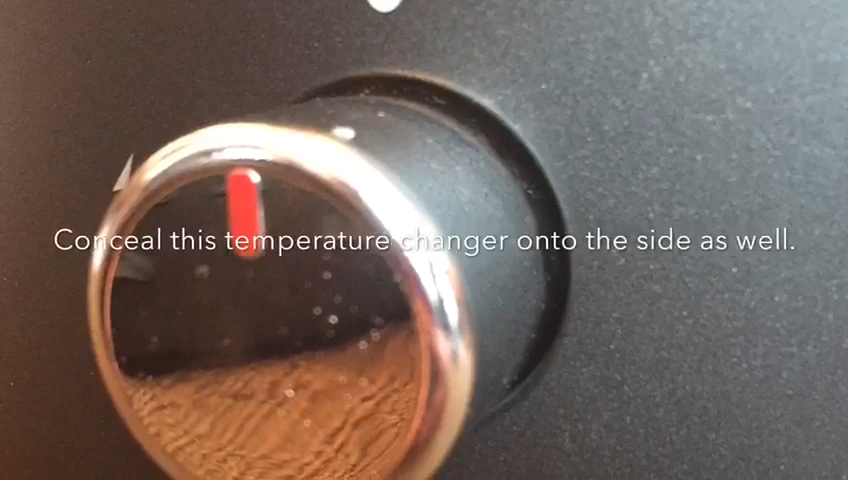 Conceal this temperature changer onto the side as well.